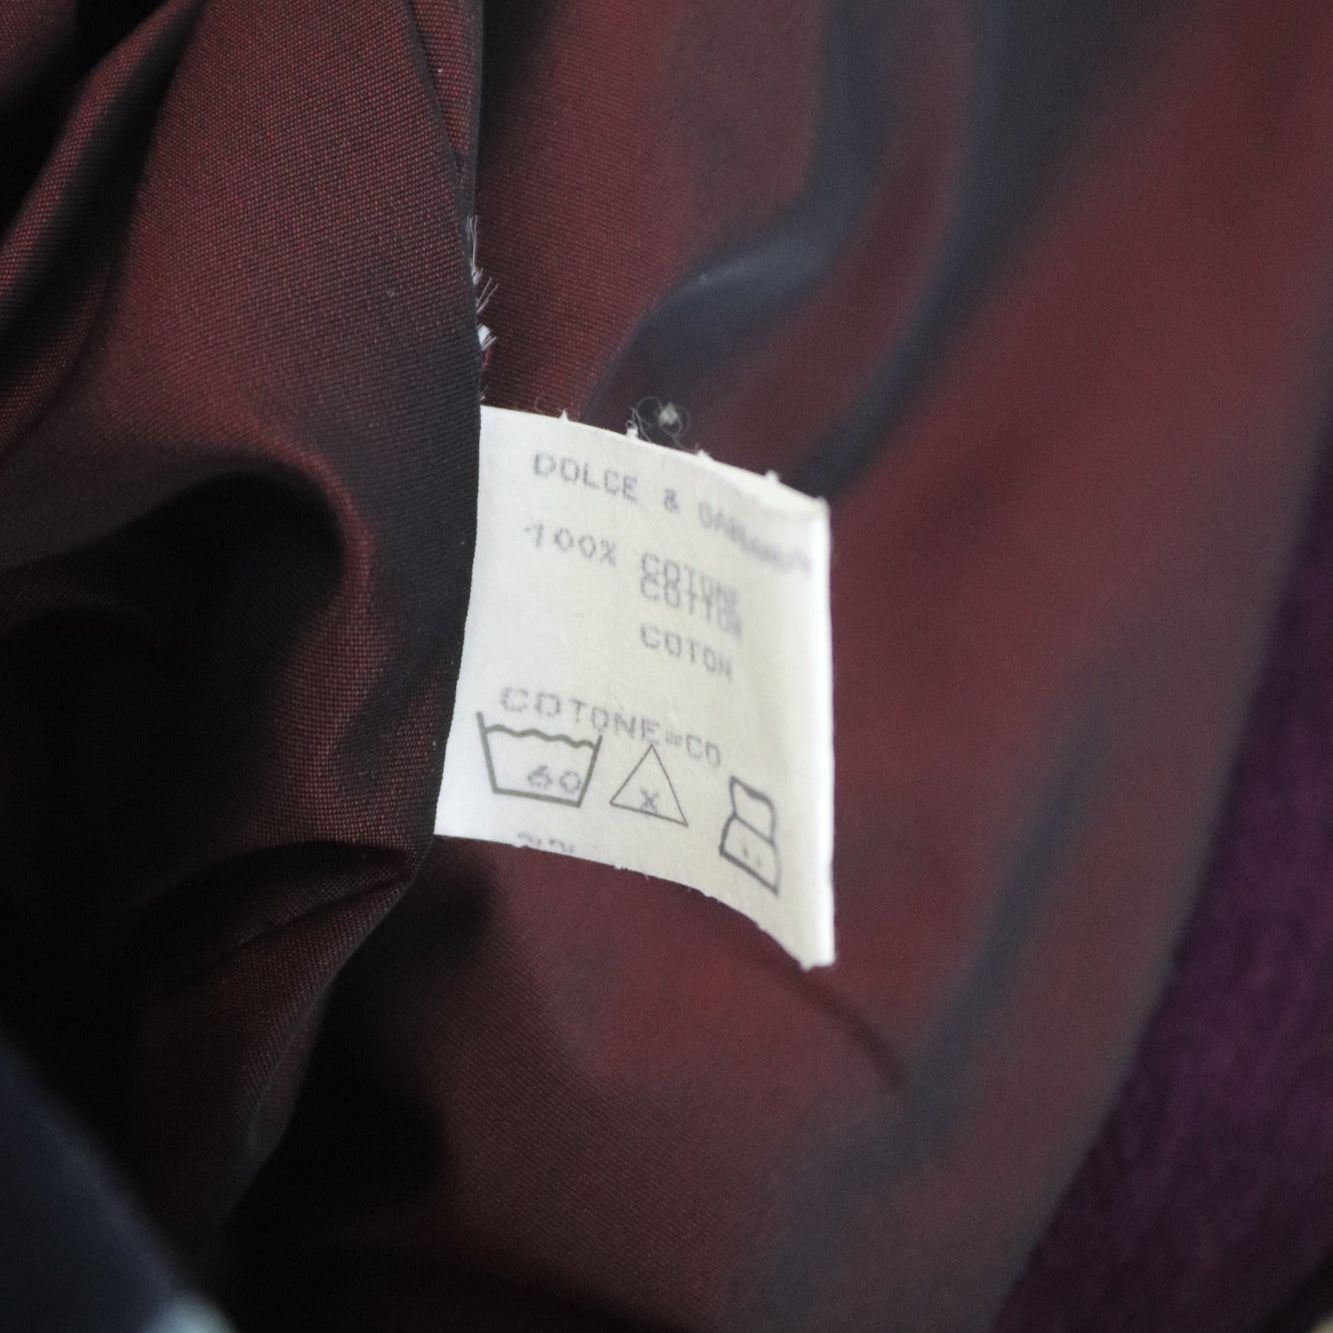 DOLCE & GABBANA
100% COTONE
COTTON
COTON
COTONE=CO
60
X